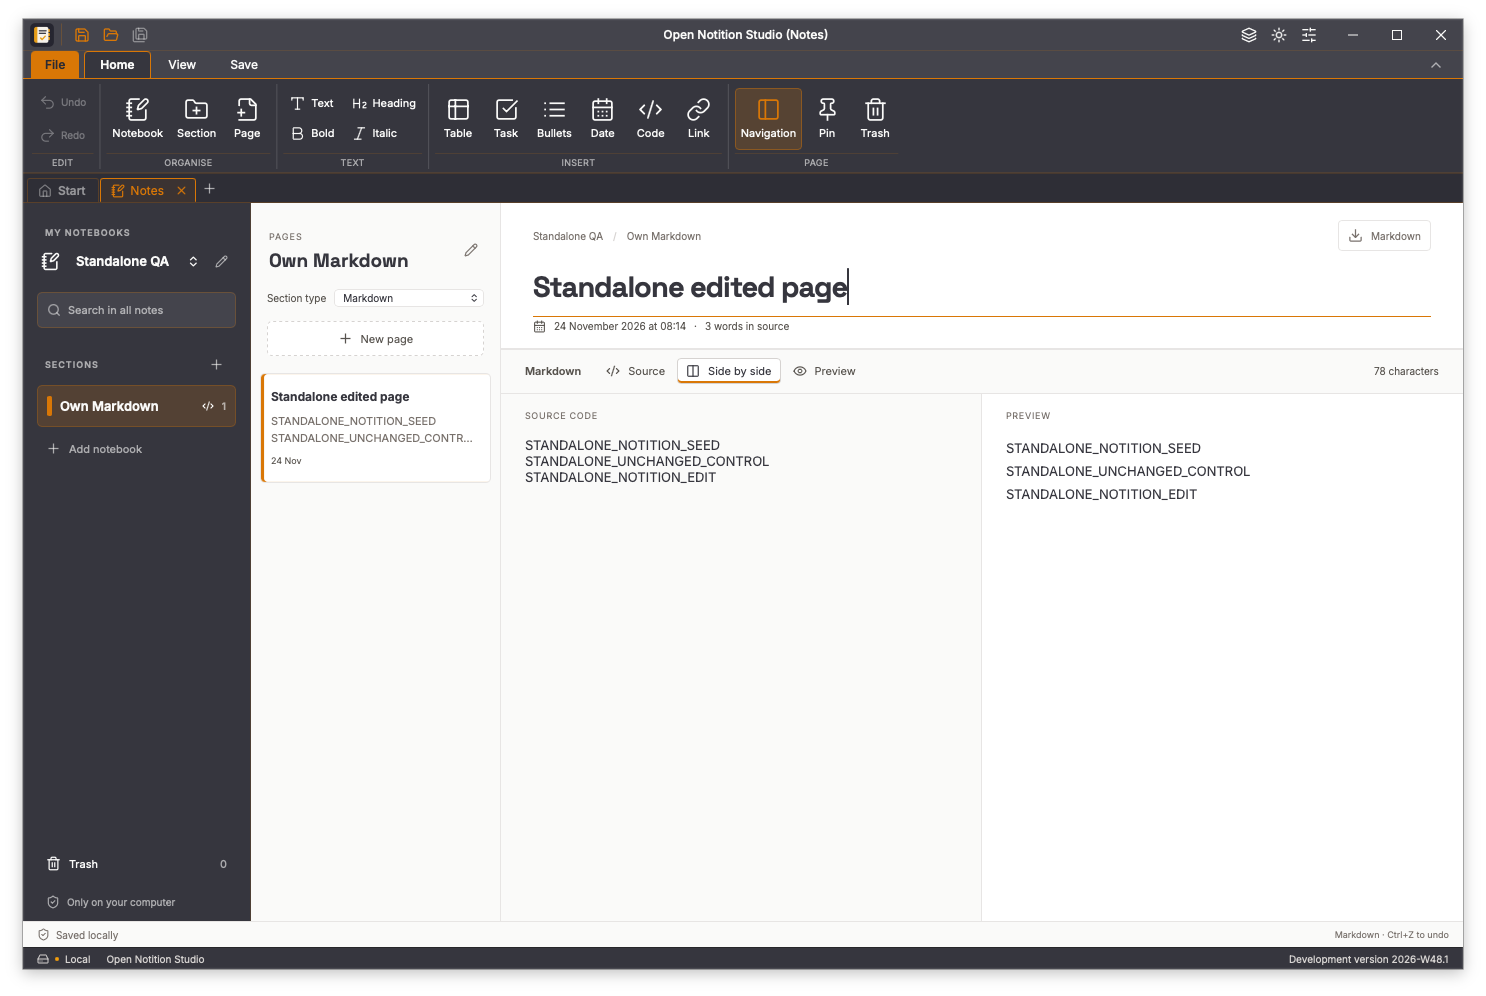 Open Notition Studio (Notes)
File Home View Save
Undo
Redo
EDIT
Notebook Section Page
ORGANISE
Text H₂ Heading
B Bold I Italic
TEXT
Table Task Bullets Date Code Link
INSERT
Navigation Pin Trash
PAGE
Start Notes
MY NOTEBOOKS
Standalone QA
Search in all notes
SECTIONS
Own Markdown 1
Add notebook
Trash 0
Only on your computer
PAGES
Own Markdown
Section type Markdown
New page
Standalone edited page
STANDALONE_NOTITION_SEED
STANDALONE_UNCHANGED_CONTR...
24 Nov
Standalone QA / Own Markdown
Markdown
Standalone edited page
24 November 2026 at 08:14 · 3 words in source
Markdown Source Side by side Preview 78 characters
SOURCE CODE
STANDALONE_NOTITION_SEED
STANDALONE_UNCHANGED_CONTROL
STANDALONE_NOTITION_EDIT
PREVIEW
STANDALONE_NOTITION_SEED
STANDALONE_UNCHANGED_CONTROL
STANDALONE_NOTITION_EDIT
Saved locally Markdown · Ctrl+Z to undo
Local Open Notition Studio Development version 2026-W48.1